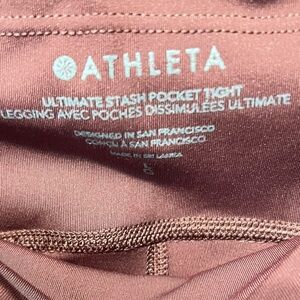 ATHLETA
ULTIMATE STASH POCKET TIGHT
LEGGING AVEC POCHES DISSIMULÉES ULTIMATE
DESIGNED IN SAN FRANCISCO
CONÇU À SAN FRANCISCO
MADE IN SRI LANKA